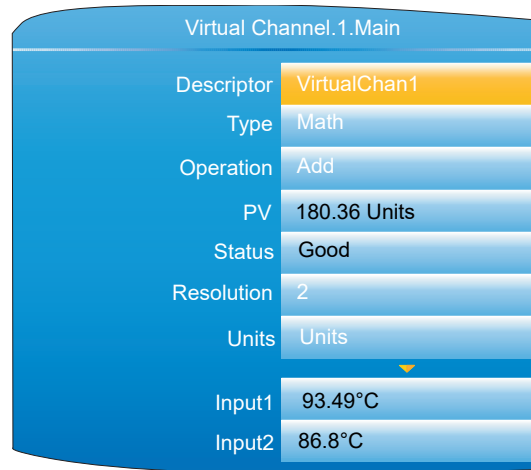 Virtual Channel.1.Main
Descriptor VirtualChan1
Type Math
Operation Add
PV 180.36 Units
Status Good
Resolution 2
Units Units
Input1 93.49°C
Input2 86.8°C